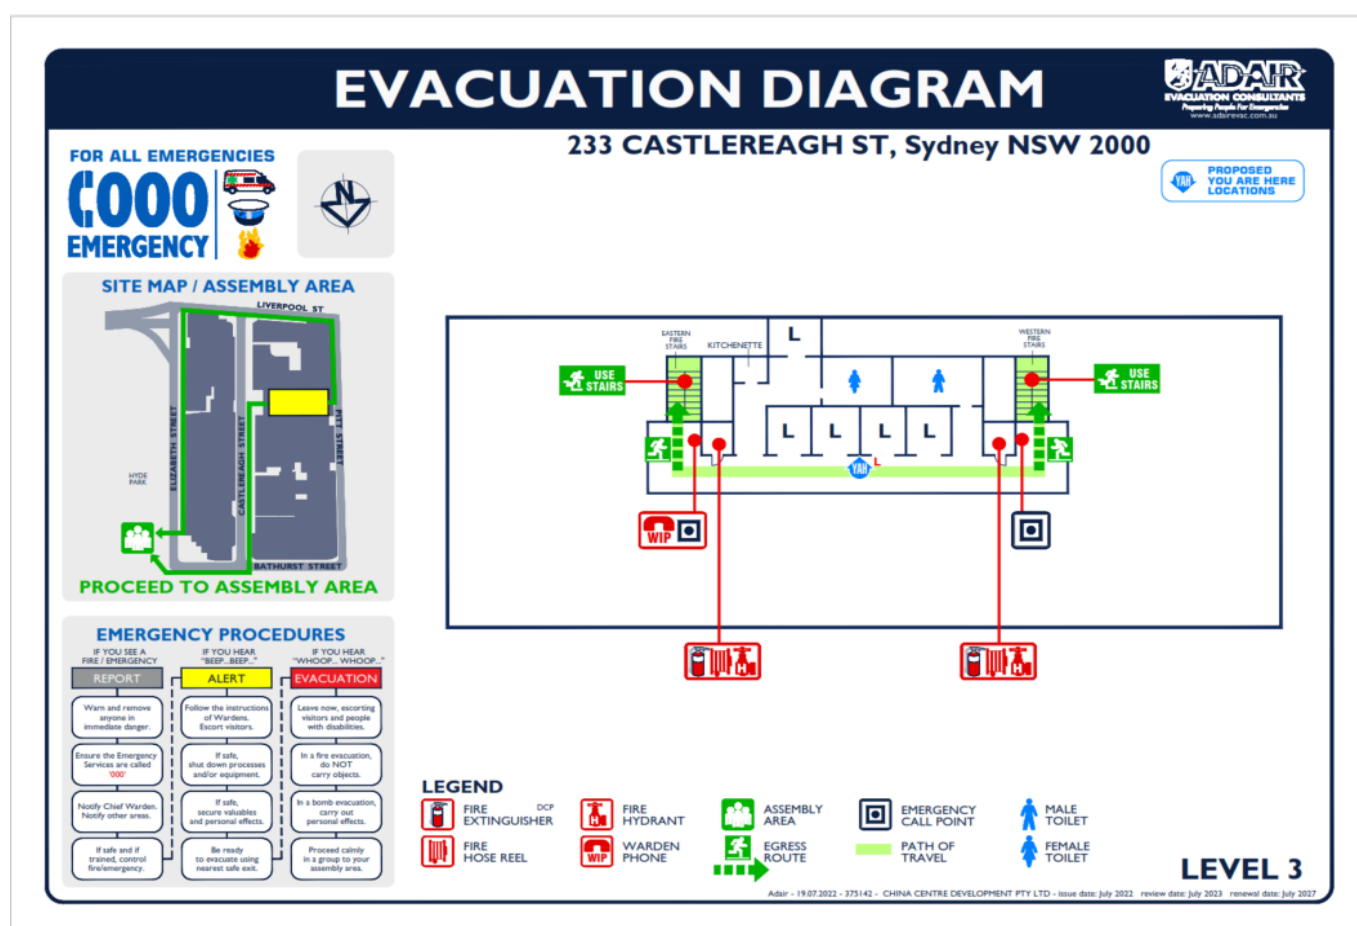 EVACUATION DIAGRAM
ADAIR
EVACUATION CONSULTANTS
Preparing People For Emergencies
www.adairevac.com.au
233 CASTLEREAGH ST, Sydney NSW 2000
YAH
PROPOSED
YOU ARE HERE
LOCATIONS
FOR ALL EMERGENCIES
000
EMERGENCY
N
SITE MAP / ASSEMBLY AREA
LIVERPOOL ST
ELIZABETH STREET
CASTLEREAGH STREET
PITT STREET
HYDE
PARK
BATHURST STREET
PROCEED TO ASSEMBLY AREA
EASTERN
FIRE
STAIRS
KITCHENETTE
L
WESTERN
FIRE
STAIRS
USE
STAIRS
USE
STAIRS
L
L
L
L
YAH
L
WIP
H
H
EMERGENCY PROCEDURES
IF YOU SEE A
FIRE / EMERGENCY
REPORT
Warn and remove
anyone in
immediate danger.
Ensure the Emergency
Services are called
'000'
Notify Chief Warden.
Notify other areas.
If safe and if
trained, control
fire/emergency.
IF YOU HEAR
"BEEP...BEEP..."
ALERT
Follow the instructions
of Wardens.
Escort visitors.
If safe,
shut down processes
and/or equipment.
If safe,
secure valuables
and personal effects.
Be ready
to evacuate using
nearest safe exit.
IF YOU HEAR
"WHOOP... WHOOP..."
EVACUATION
Leave now, escorting
visitors and people
with disabilities.
In a fire evacuation,
do NOT
carry objects.
In a bomb evacuation,
carry out
personal effects.
Proceed calmly
in a group to your
assembly area.
LEGEND
FIRE DCP
EXTINGUISHER
FIRE
HOSE REEL
H
FIRE
HYDRANT
WIP
WARDEN
PHONE
ASSEMBLY
AREA
EGRESS
ROUTE
EMERGENCY
CALL POINT
PATH OF
TRAVEL
MALE
TOILET
FEMALE
TOILET
LEVEL 3
Adair - 19.07.2022 - 375142 - CHINA CENTRE DEVELOPMENT PTY LTD - issue date: July 2022 review date: July 2023 renewal date: July 2027